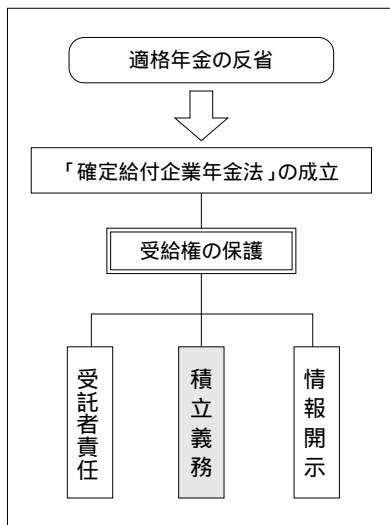 適格年金の反省
「確定給付企業年金法」の成立
受給権の保護
受託者責任
積立義務
情報開示